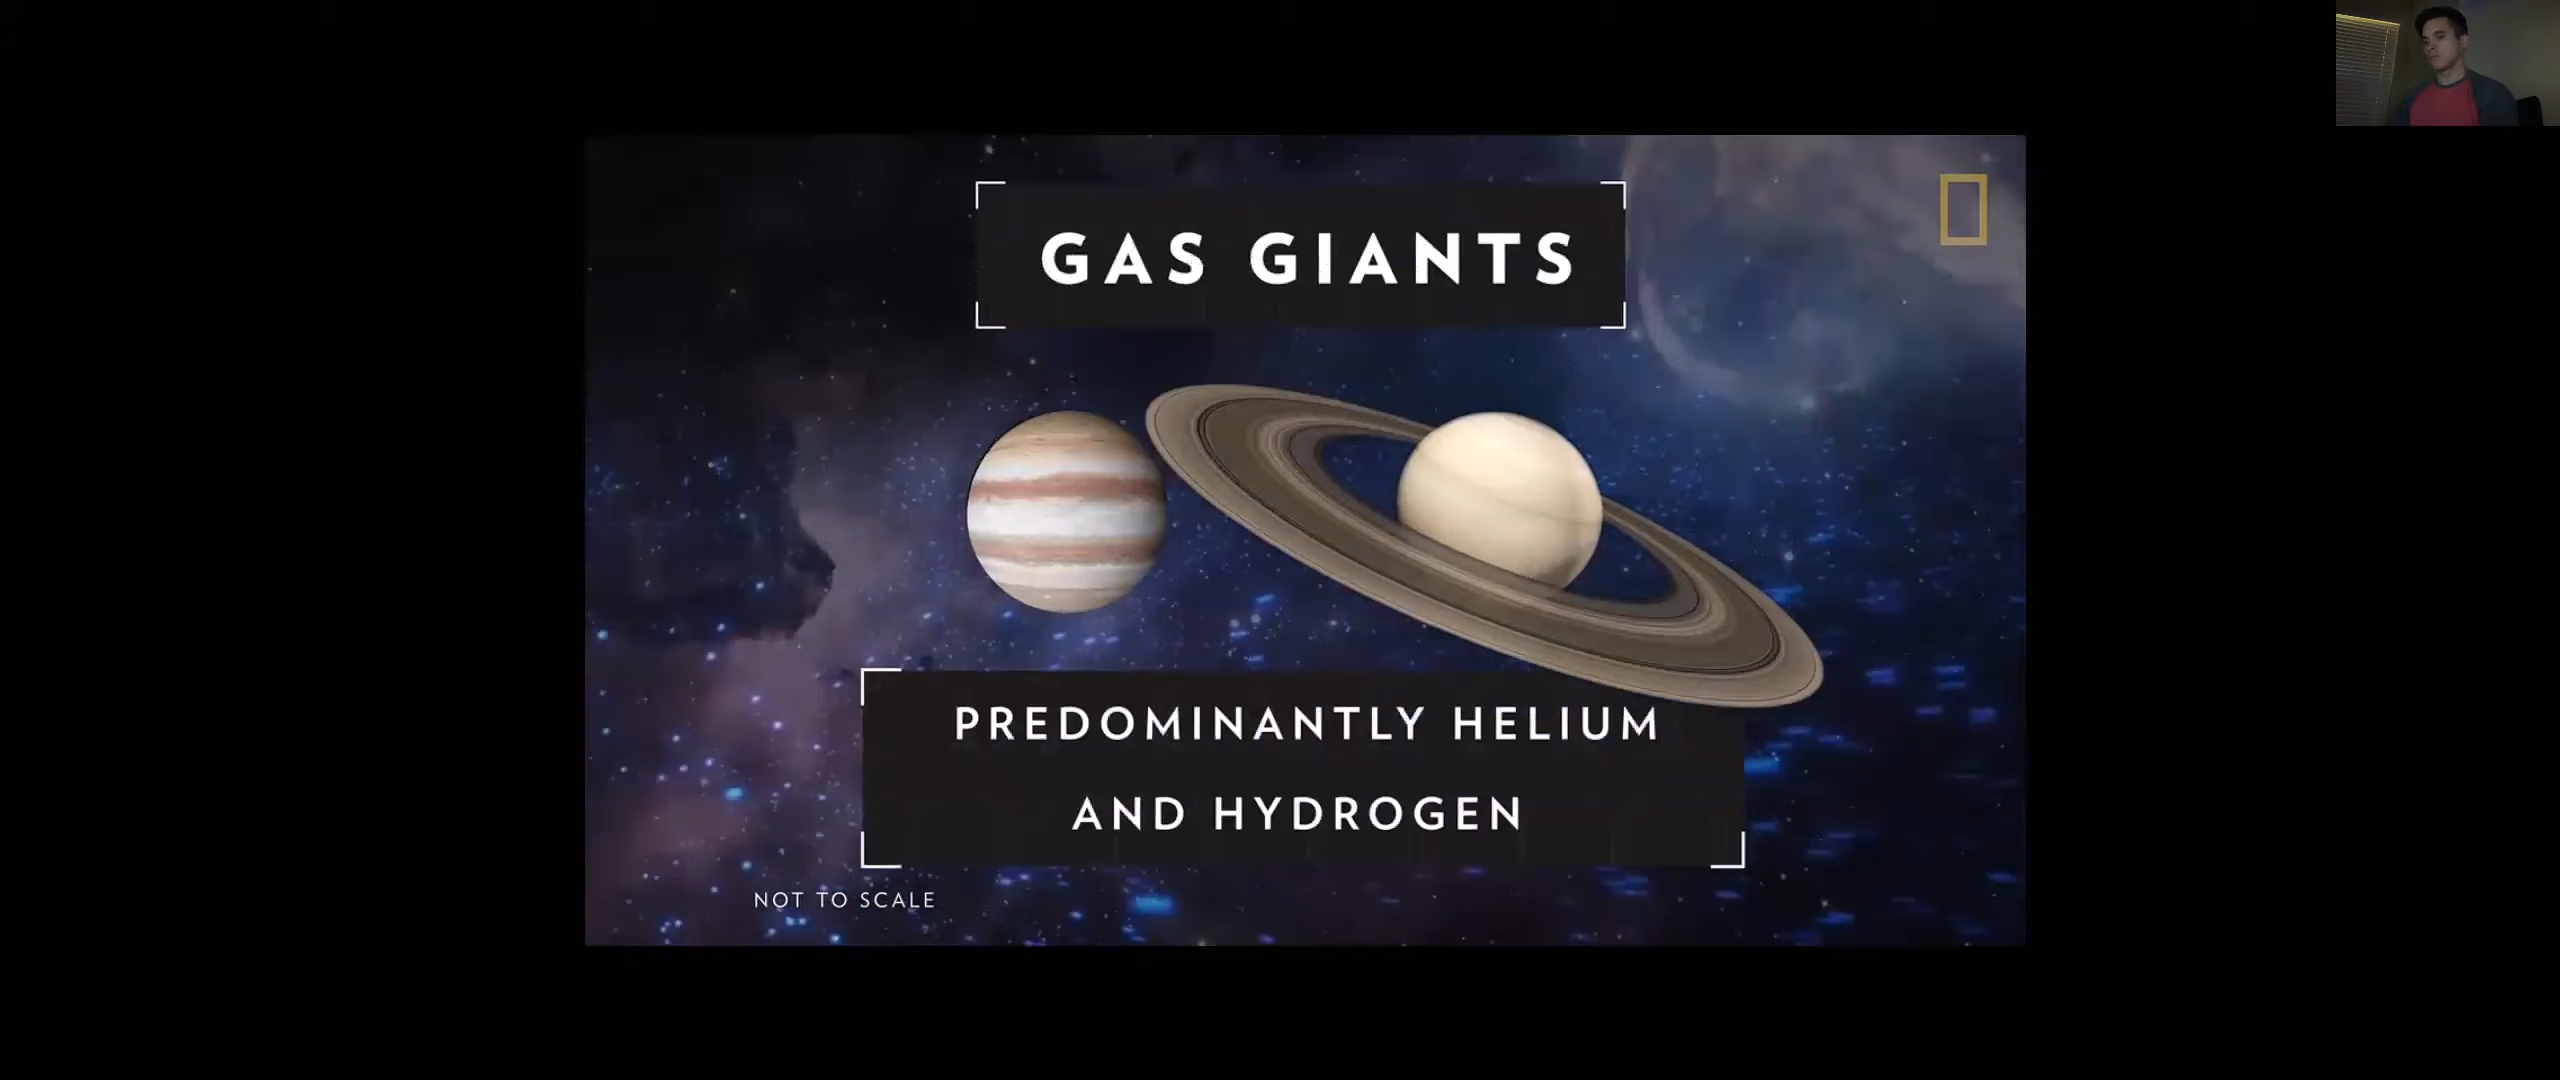 GAS GIANTS
PREDOMINANTLY HELIUM
AND HYDROGEN
NOT TO SCALE